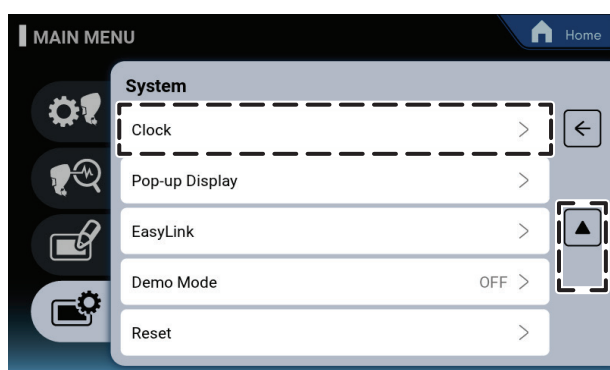 MAIN MENU
Home
System
Clock
Pop-up Display
EasyLink
Demo Mode OFF
Reset